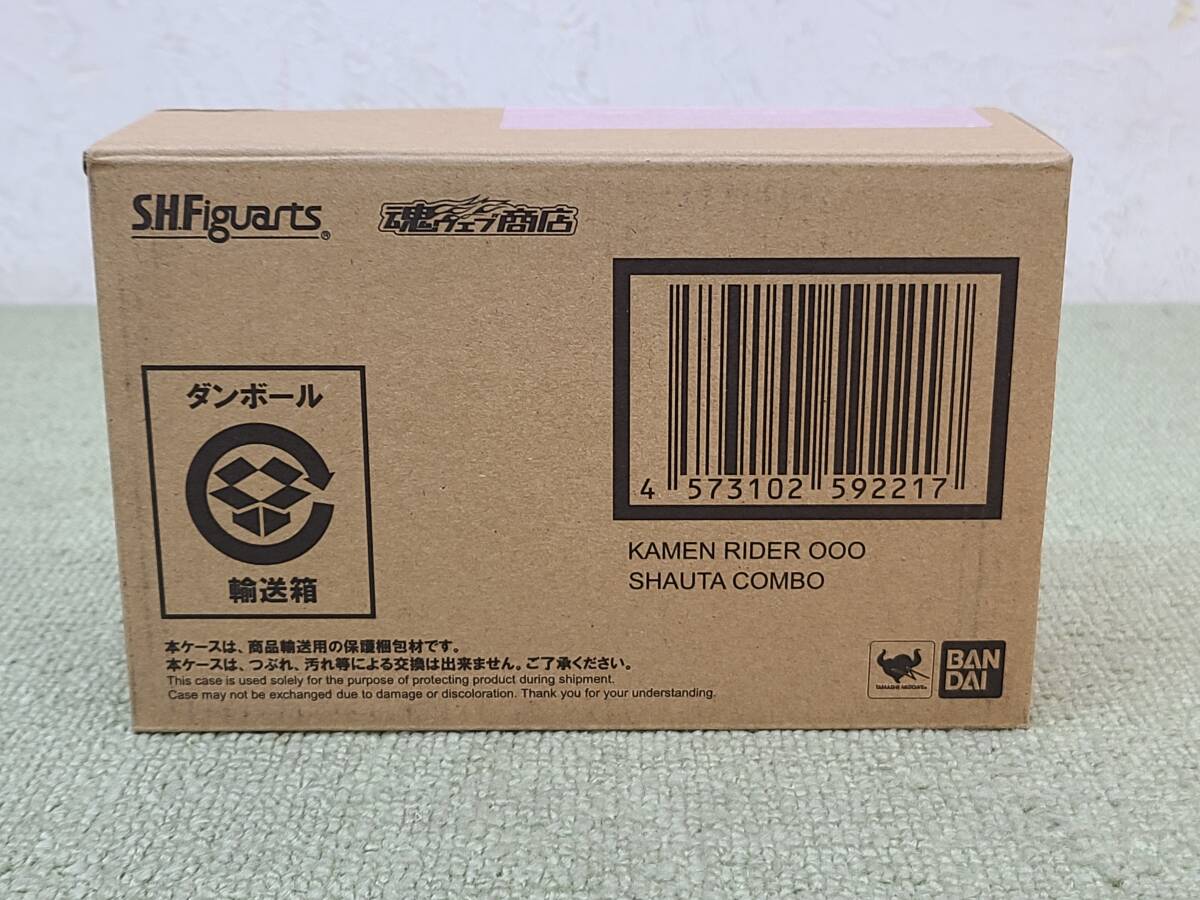 S.H.Figuarts®
魂ウェブ商店
ダンボール
輸送箱
4 573102 592217
KAMEN RIDER OOO
SHAUTA COMBO
本ケースは、商品輸送用の保護梱包材です。
本ケースは、つぶれ、汚れ等による交換は出来ません。ご了承ください。
This case is used solely for the purpose of protecting product during shipment.
Case may not be exchanged due to damage or discoloration. Thank you for your understanding.
TAMASHII NATIONS
BAN
DAI